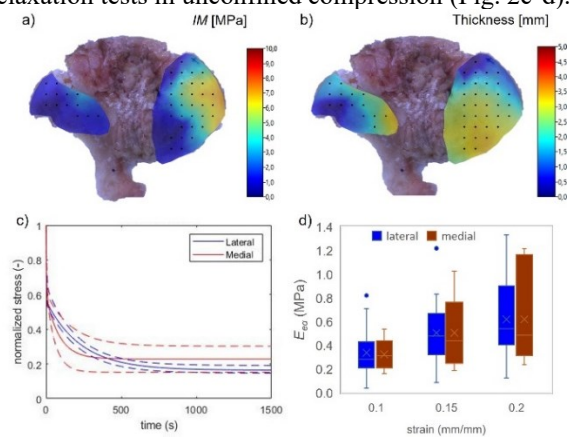 elaxation tests in unconfined compression (Fig. 2c-d).
a) IM [MPa] b) Thickness [mm]
10,0 5,0
9,0 4,5
8,0 4,0
7,0 3,5
6,0 3,0
5,0 2,5
4,0 2,0
3,0 1,5
2,0 1,0
1,0 0,5
0,0 0,0
c)
Lateral
Medial
1
0.8
0.6
0.4
0.2
0
normalized stress (-)
0 500 1000 1500
time (s)
d)
lateral medial
1.4
1.2
1.0
0.8
0.6
0.4
0.2
0.0
E_eq (MPa)
0.1 0.15 0.2
strain (mm/mm)